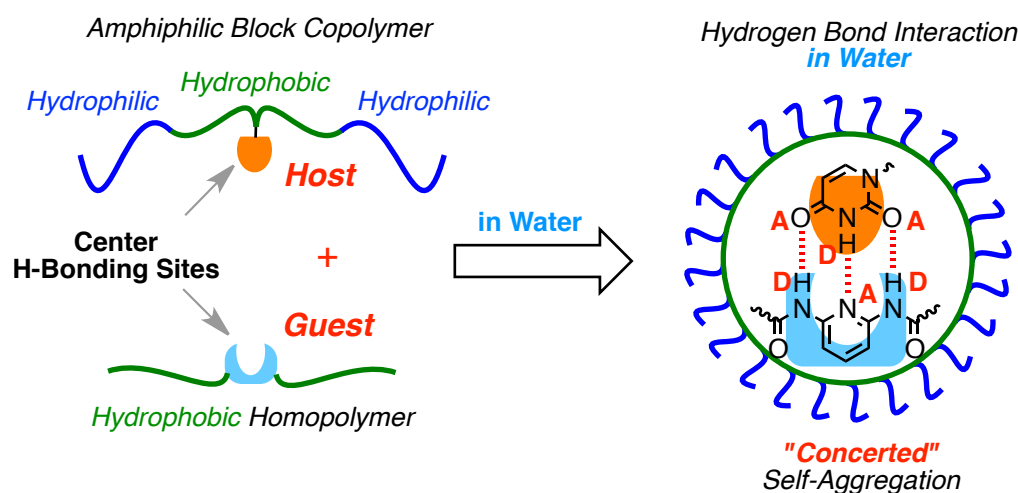 Amphiphilic Block Copolymer
Hydrophilic
Hydrophobic
Hydrophilic
Host
Center
H-Bonding Sites
+
Guest
Hydrophobic Homopolymer
in Water
Hydrogen Bond Interaction
in Water
N
A O N O A
H
D
D H H D
N N A N
O O
"Concerted"
Self-Aggregation